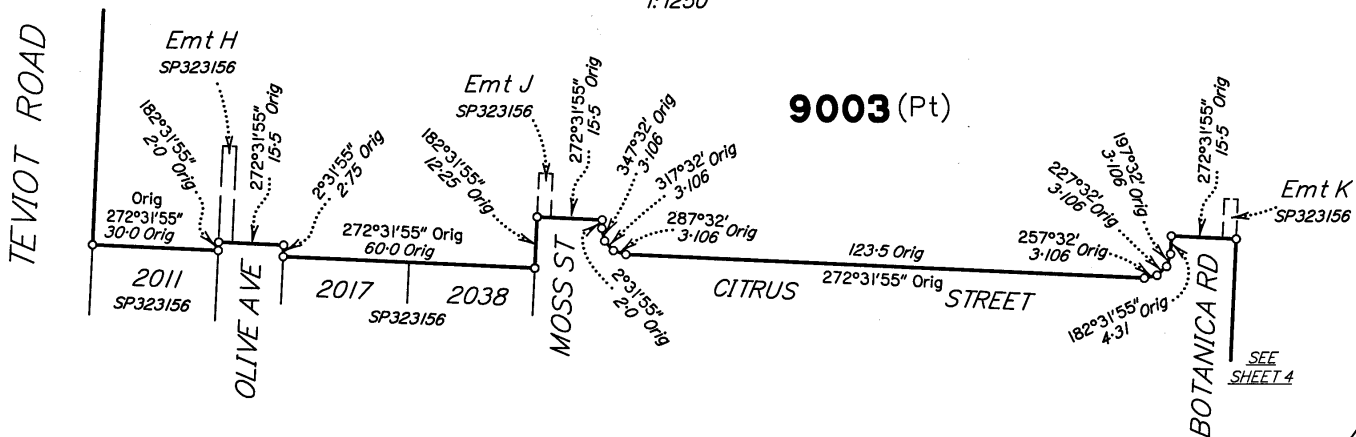 1:1250
TEVIOT ROAD
Emt H
SP323156
182°31'55"
2·0 Orig
272°31'55" Orig
15·5
2°31'55"
2·75 Orig
Orig
272°31'55"
30·0 Orig
2011
SP323156
OLIVE AVE
272°31'55" Orig
60·0 Orig
2017
2038
SP323156
Emt J
SP323156
182°31'55"
12·25 Orig
272°31'55" Orig
15·5
347°32' Orig
3·106
317°32' Orig
3·106
287°32'
3·106 Orig
MOSS ST
2°31'55"
2·0 Orig
9003 (Pt)
123·5 Orig
272°31'55" Orig
CITRUS STREET
197°32' Orig
3·106
227°32' Orig
3·106
257°32' Orig
3·106
182°31'55" Orig
4·31
272°31'55" Orig
15·5
Emt K
SP323156
BOTANICA RD
SEE
SHEET 4